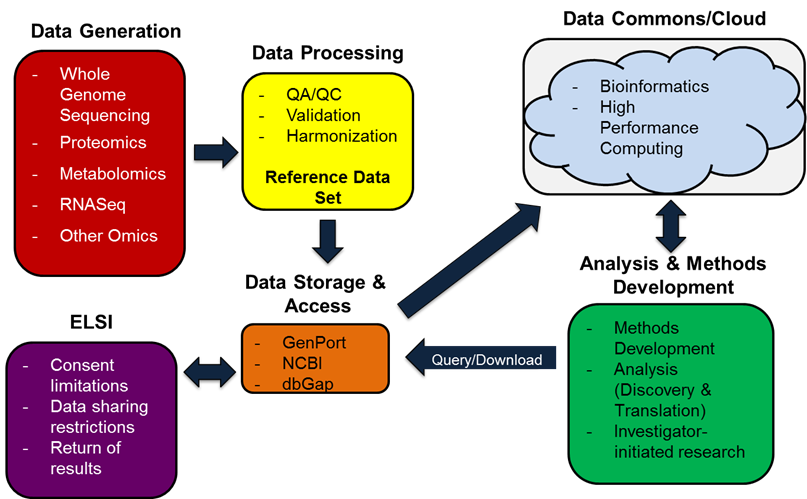 Data Generation
- Whole
Genome
Sequencing
- Proteomics
- Metabolomics
- RNASeq
- Other Omics
Data Processing
- QA/QC
- Validation
- Harmonization
Reference Data
Set
Data Commons/Cloud
- Bioinformatics
- High
Performance
Computing
Data Storage &
Access
- GenPort
- NCBI
- dbGap
ELSI
- Consent
limitations
- Data sharing
restrictions
- Return of
results
Query/Download
Analysis & Methods
Development
- Methods
Development
- Analysis
(Discovery &
Translation)
- Investigator-
initiated research